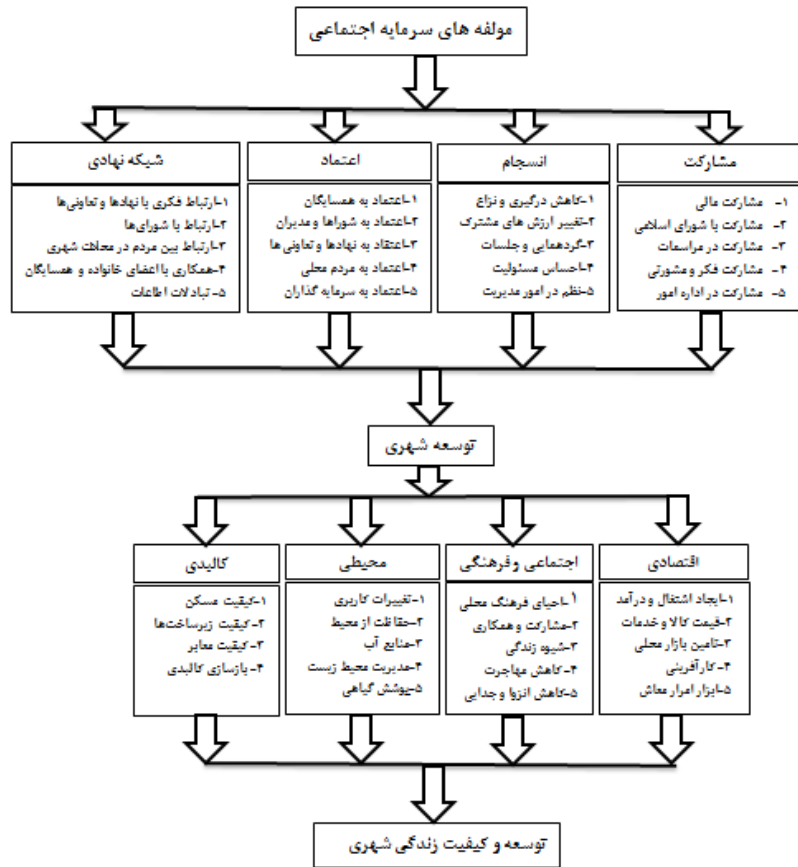 مولفه های سرمایه اجتماعی
مشارکت
۱- مشارکت مالی
۲- مشارکت با شورای اسلامی
۳- مشارکت در مراسمات
۴- مشارکت فکر و مشورتی
۵- مشارکت در اداره امور
انسجام
۱-کاهش درگیری و نزاع
۲-تغییر ارزش های مشترک
۳-گردهمایی و جلسات
۴- احساس مسئولیت
۵-نظم در امور مدیریت
اعتماد
۱-اعتماد به همسایگان
۲-اعتماد به شوراها و مدیران
۳-اعتقاد به نهادها و تعاونی ها
۴-اعتماد به مردم محلی
۵-اعتماد به سرمایه گذاران
شبکه نهادی
۱-ارتباط فکری با نهادها و تعاونی‌ها
۲-ارتباط با شورای‌ها
۳-ارتباط بین مردم در محلات شهری
۴-همکاری با اعضای خانواده و همسایگان
۵-تبادلات اطاعات
توسعه شهری
اقتصادی
۱-ایجاد اشتغال و درآمد
۲-قیمت کالا و خدمات
۳-تامین بازار محلی
۴-کارآفرینی
۵-ابزار امرار معاش
اجتماعی و فرهنگی
۱-احیای فرهنگ محلی
۲-مشارکت و همکاری
۳-شیوه زندگی
۴-کاهش مهاجرت
۵-کاهش انزوا و جدایی
محیطی
۱-تغییرات کاربری
۲-حفاظت از محیط
۳-منابع آب
۴-مدیریت محیط زیست
۵-پوشش گیاهی
کالبدی
۱-کیفیت مسکن
۲-کیفیت زیرساخت‌ها
۳-کیفیت معابر
۴-بازسازی کالبدی
توسعه و کیفیت زندگی شهری